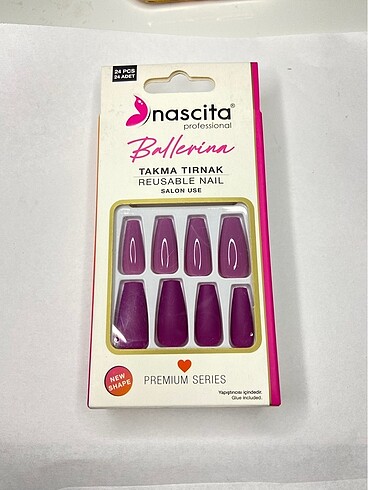 24 PCS
24 ADET
nascita®
professional
Ballerina
TAKMA TIRNAK
REUSABLE NAIL
SALON USE
NEW
SHAPE
PREMIUM SERIES
Yapıştırıcı içindedir.
Glue included.